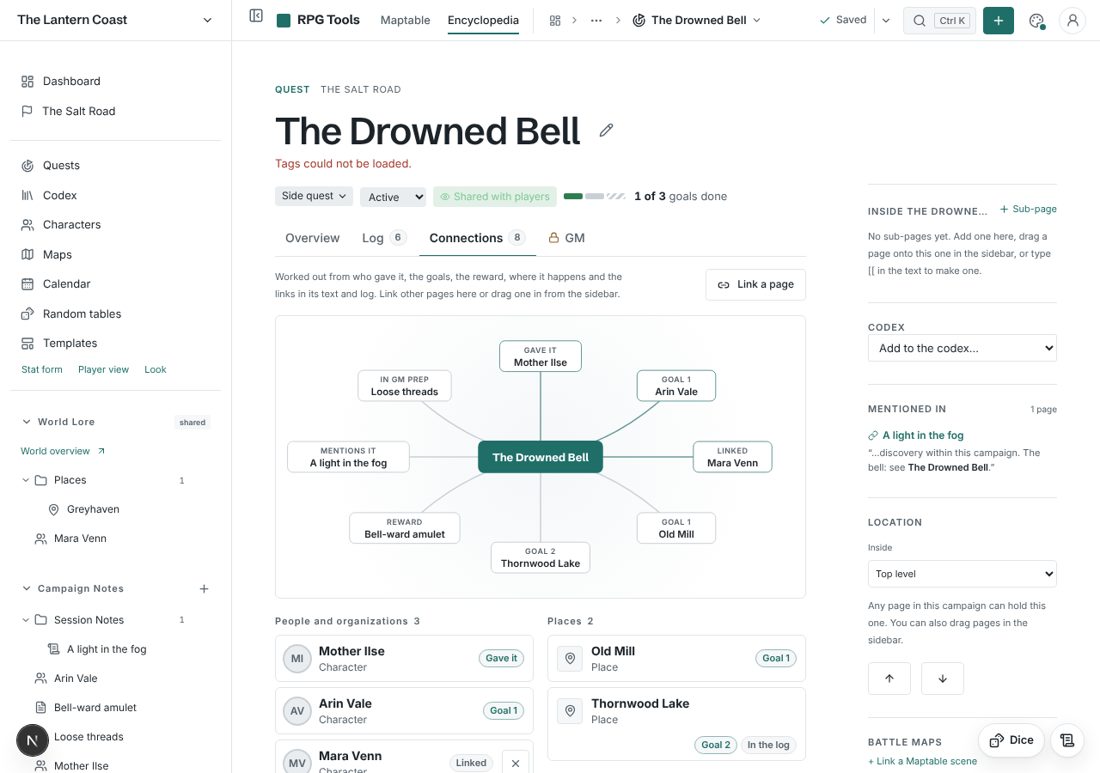 The Lantern Coast
RPG Tools
Maptable
Encyclopedia
...
The Drowned Bell
Saved
Ctrl K
+
Dashboard
The Salt Road
Quests
Codex
Characters
Maps
Calendar
Random tables
Templates
Stat form Player view Look
World Lore shared
World overview
Places 1
Greyhaven
Mara Venn
Campaign Notes +
Session Notes 1
A light in the fog
Arin Vale
Bell-ward amulet
Loose threads
Mother Ilse
N
QUEST THE SALT ROAD
The Drowned Bell
Tags could not be loaded.
Side quest Active Shared with players 1 of 3 goals done
Overview Log 6 Connections 8 GM
Worked out from who gave it, the goals, the reward, where it happens and the
links in its text and log. Link other pages here or drag one in from the sidebar.
Link a page
GAVE IT
Mother Ilse
IN GM PREP
Loose threads
GOAL 1
Arin Vale
MENTIONS IT
A light in the fog
The Drowned Bell
LINKED
Mara Venn
REWARD
Bell-ward amulet
GOAL 1
Old Mill
GOAL 2
Thornwood Lake
People and organizations 3
MI
Mother Ilse
Character
Gave it
AV
Arin Vale
Character
Goal 1
MV
Mara Venn
Character
Linked
Places 2
Old Mill
Place
Goal 1
Thornwood Lake
Place
Goal 2 In the log
INSIDE THE DROWNE... + Sub-page
No sub-pages yet. Add one here, drag a
page onto this one in the sidebar, or type
[[ in the text to make one.
CODEX
Add to the codex...
MENTIONED IN 1 page
A light in the fog
"...discovery within this campaign. The
bell: see The Drowned Bell."
LOCATION
Inside
Top level
Any page in this campaign can hold this
one. You can also drag pages in the
sidebar.
BATTLE MAPS
+ Link a Maptable scene
Dice